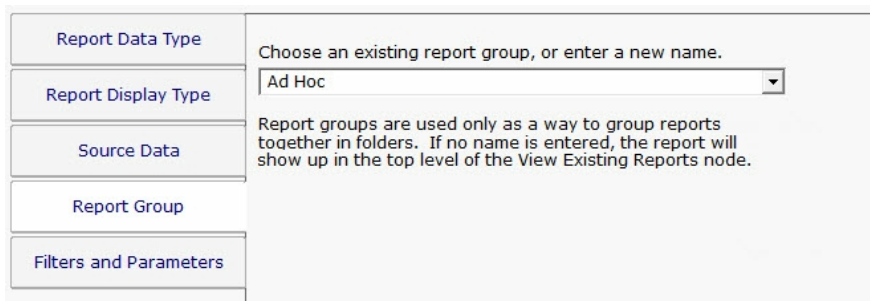 Report Data Type
Report Display Type
Source Data
Report Group
Filters and Parameters
Choose an existing report group, or enter a new name.
Ad Hoc
Report groups are used only as a way to group reports
together in folders. If no name is entered, the report will
show up in the top level of the View Existing Reports node.